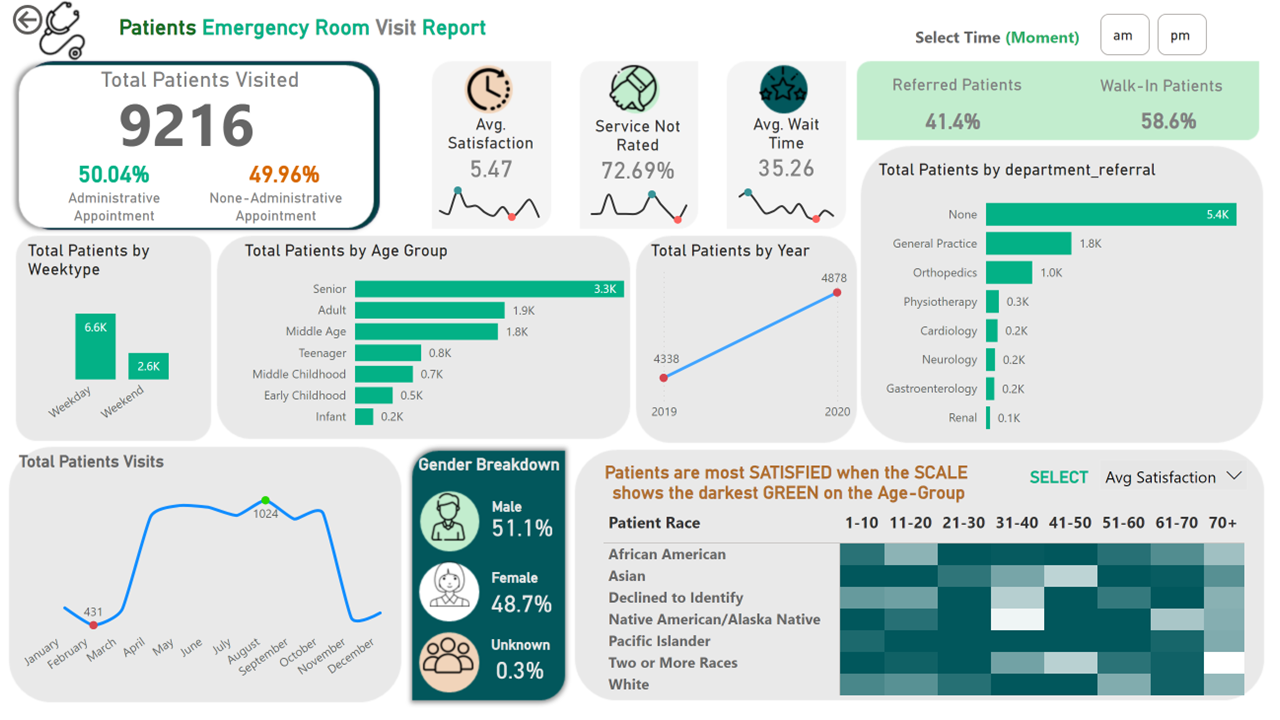 Patients Emergency Room Visit Report
Select Time (Moment)
am
pm
Total Patients Visited
9216
50.04%
Administrative
Appointment
49.96%
None-Administrative
Appointment
Avg.
Satisfaction
5.47
Service Not
Rated
72.69%
Avg. Wait
Time
35.26
Referred Patients
41.4%
Walk-In Patients
58.6%
Total Patients by Weektype
6.6K
2.6K
Weekday
Weekend
Total Patients by Age Group
Senior 3.3K
Adult 1.9K
Middle Age 1.8K
Teenager 0.8K
Middle Childhood 0.7K
Early Childhood 0.5K
Infant 0.2K
Total Patients by Year
4878
4338
2019
2020
Total Patients by department_referral
None 5.4K
General Practice 1.8K
Orthopedics 1.0K
Physiotherapy 0.3K
Cardiology 0.2K
Neurology 0.2K
Gastroenterology 0.2K
Renal 0.1K
Total Patients Visits
1024
431
January
February
March
April
May
June
July
August
September
October
November
December
Gender Breakdown
Male
51.1%
Female
48.7%
Unknown
0.3%
Patients are most SATISFIED when the SCALE
shows the darkest GREEN on the Age-Group
SELECT
Avg Satisfaction
Patient Race 1-10 11-20 21-30 31-40 41-50 51-60 61-70 70+
African American
Asian
Declined to Identify
Native American/Alaska Native
Pacific Islander
Two or More Races
White